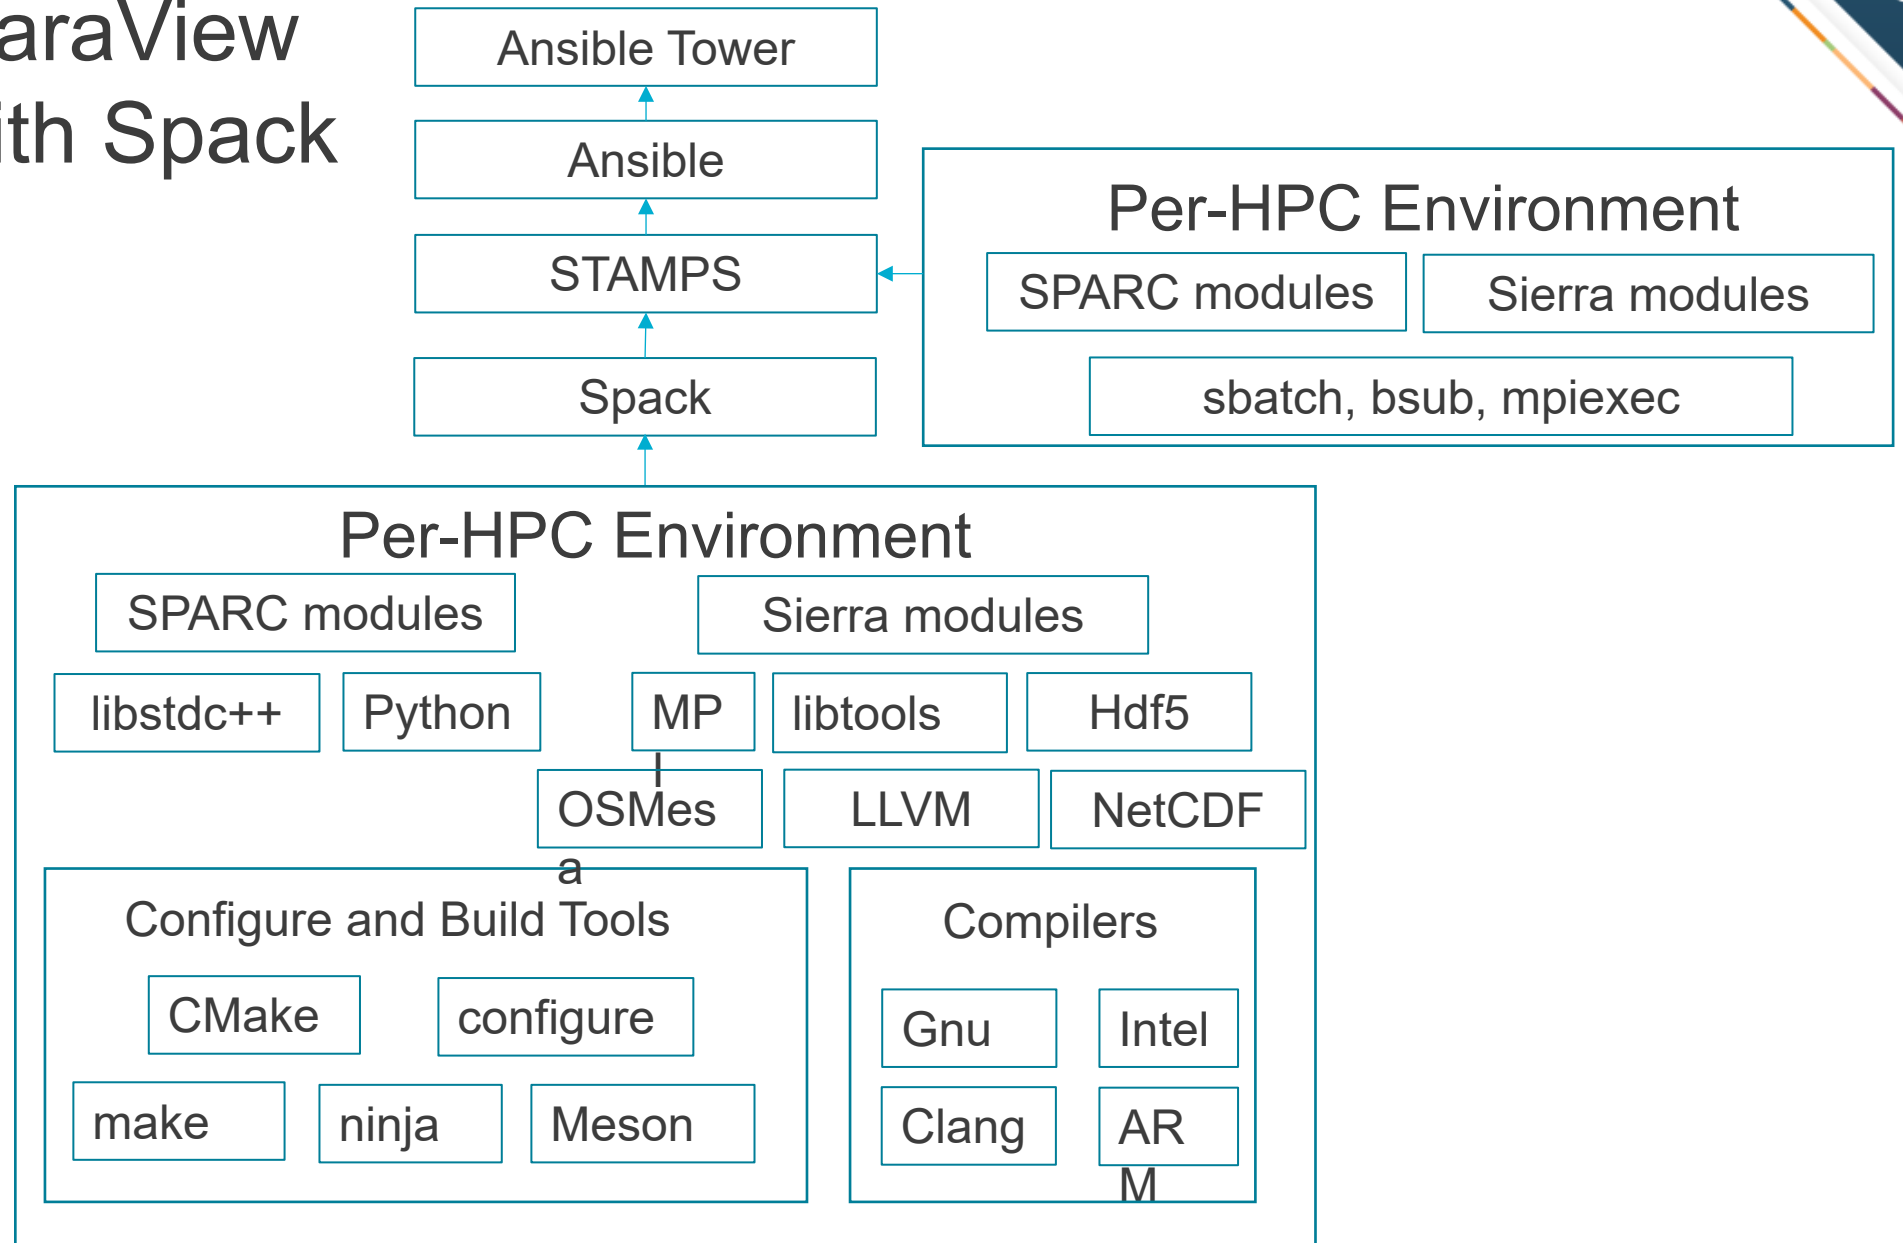 araView
ith Spack
Ansible Tower
Ansible
STAMPS
Spack
Per-HPC Environment
SPARC modules
Sierra modules
sbatch, bsub, mpiexec
Per-HPC Environment
SPARC modules
Sierra modules
libstdc++
Python
MP
I
libtools
Hdf5
OSMes
a
LLVM
NetCDF
Configure and Build Tools
CMake
configure
make
ninja
Meson
Compilers
Gnu
Intel
Clang
AR
M